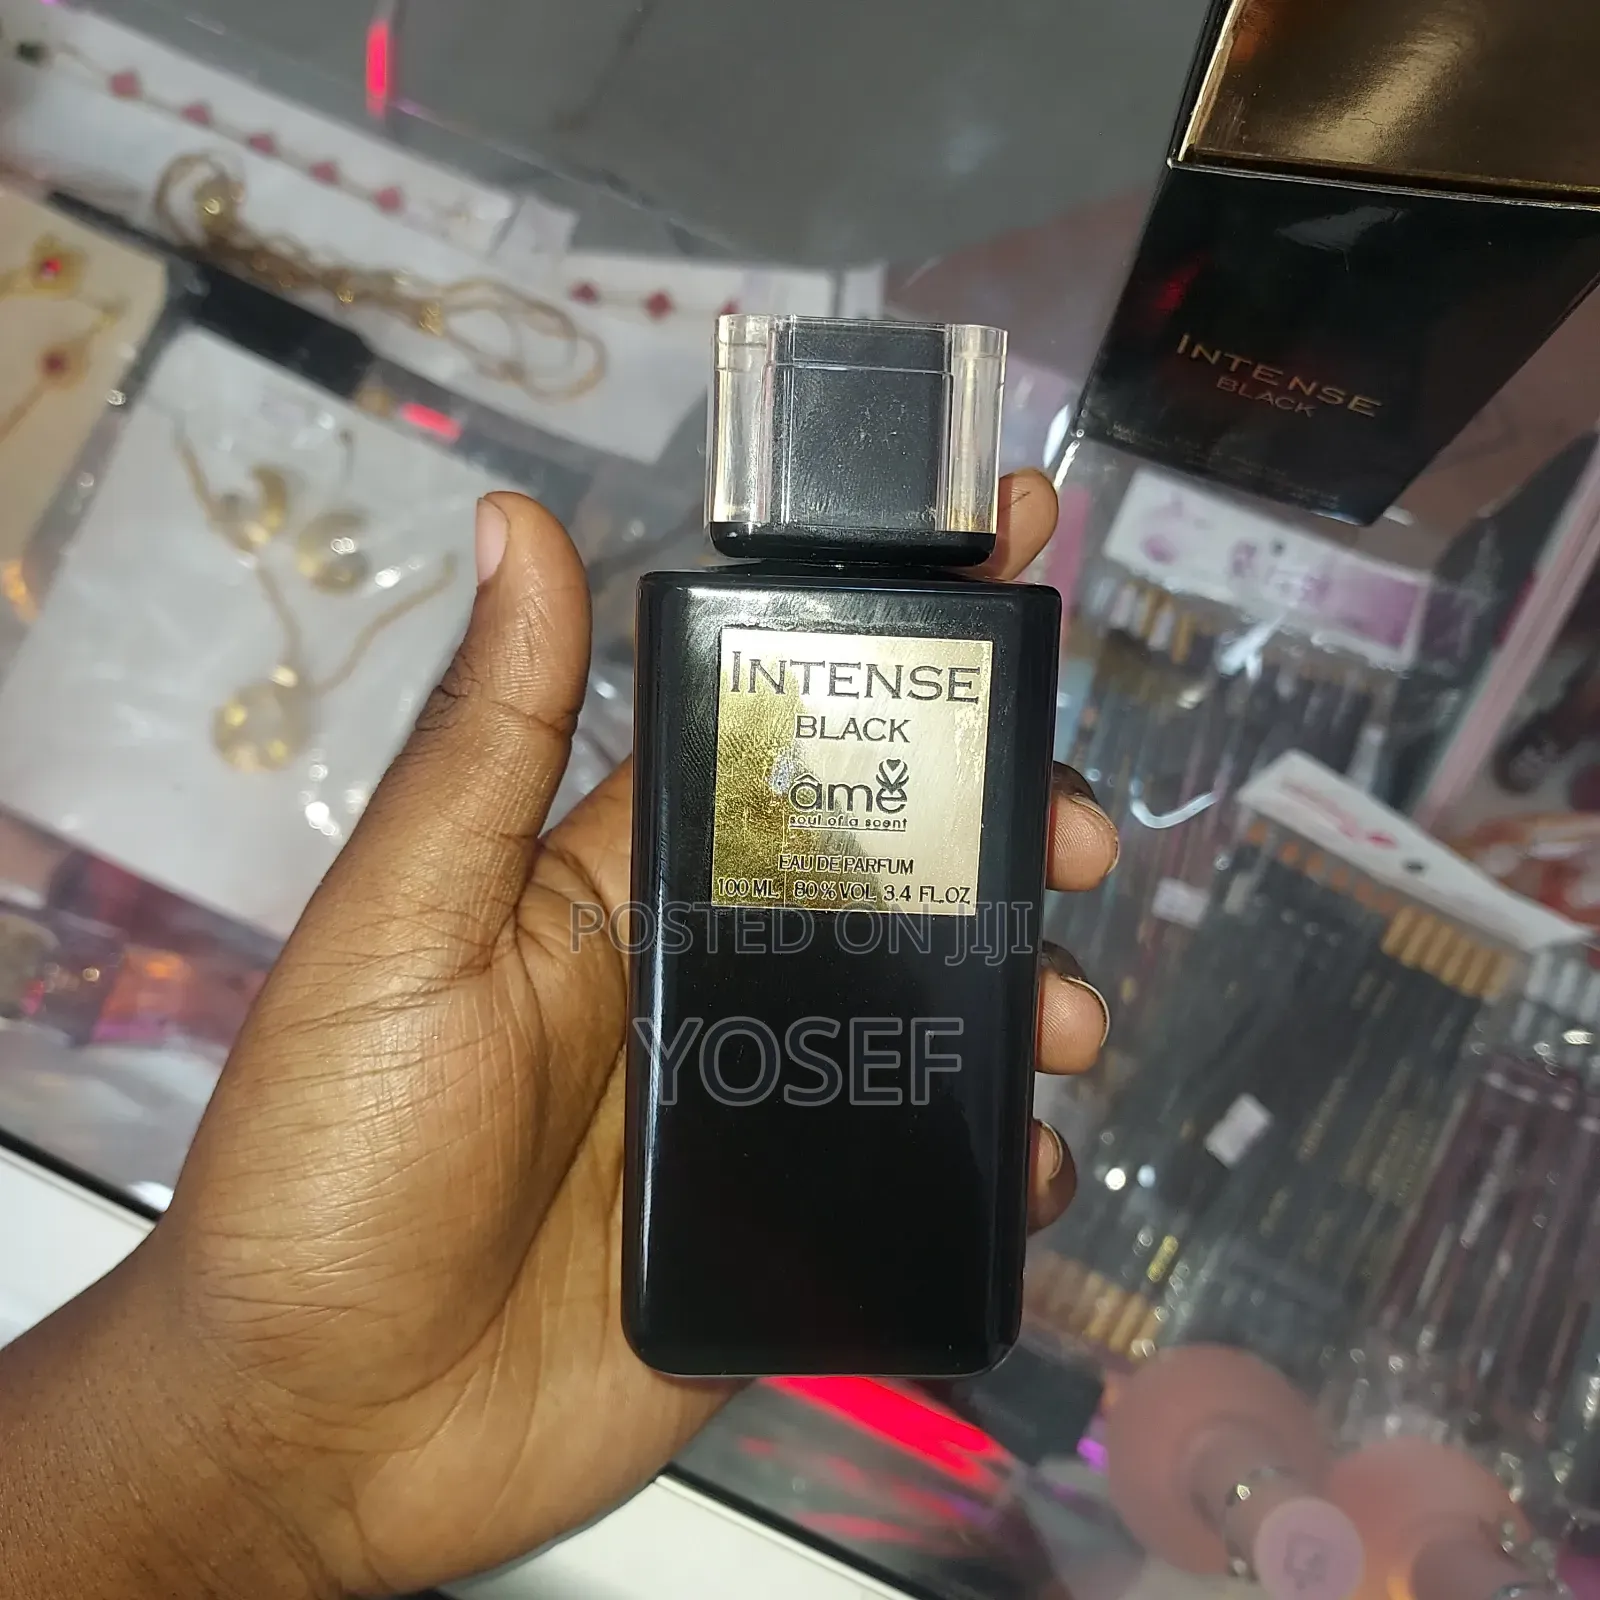 INTENSE
BLACK
INTENSE
BLACK
âme
soul of a scent
EAU DE PARFUM
100 ML 80% VOL 3.4 FL.OZ
POSTED ON JIJI
YOSEF